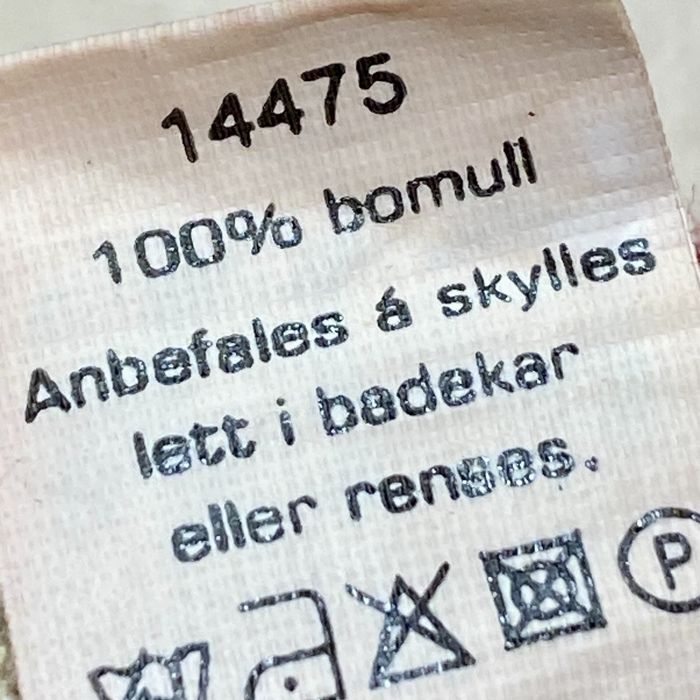 14475
100% bomull
Anbefales á skylles
lett i badekar
eller renses.
P